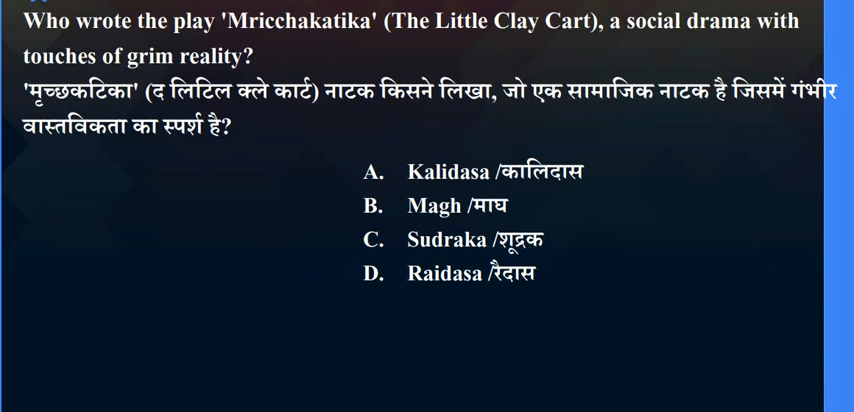 Who wrote the play 'Mricchakatika' (The Little Clay Cart), a social drama with
touches of grim reality?
'मृच्छकटिका' (द लिटिल क्ले कार्ट) नाटक किसने लिखा, जो एक सामाजिक नाटक है जिसमें गंभीर
वास्तविकता का स्पर्श है?
A. Kalidasa /कालिदास
B. Magh /माघ
C. Sudraka /शूद्रक
D. Raidasa /रैदास